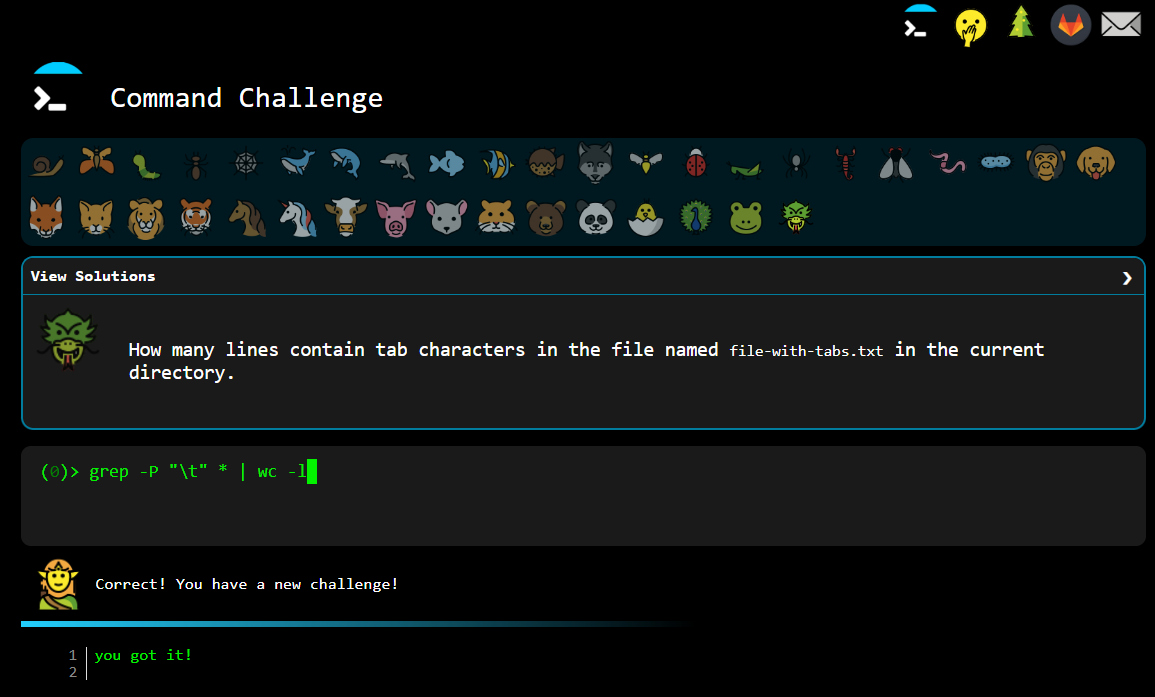 Command Challenge
View Solutions
How many lines contain tab characters in the file named file-with-tabs.txt in the current
directory.
(0)> grep -P "\t" * | wc -l
Correct! You have a new challenge!
1 you got it!
2